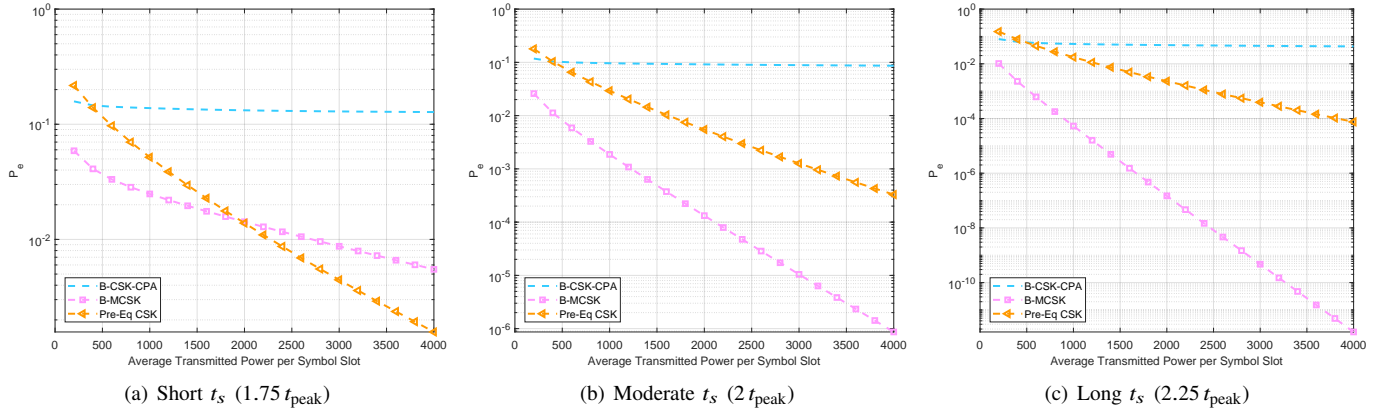 10^0
10^-1
10^-2
P_e
0 500 1000 1500 2000 2500 3000 3500 4000
Average Transmitted Power per Symbol Slot
B-CSK-CPA
B-MCSK
Pre-Eq CSK
(a) Short t_s (1.75 t_peak)
10^0
10^-1
10^-2
10^-3
10^-4
10^-5
10^-6
P_e
0 500 1000 1500 2000 2500 3000 3500 4000
Average Transmitted Power per Symbol Slot
B-CSK-CPA
B-MCSK
Pre-Eq CSK
(b) Moderate t_s (2 t_peak)
10^0
10^-2
10^-4
10^-6
10^-8
10^-10
P_e
0 500 1000 1500 2000 2500 3000 3500 4000
Average Transmitted Power per Symbol Slot
B-CSK-CPA
B-MCSK
Pre-Eq CSK
(c) Long t_s (2.25 t_peak)